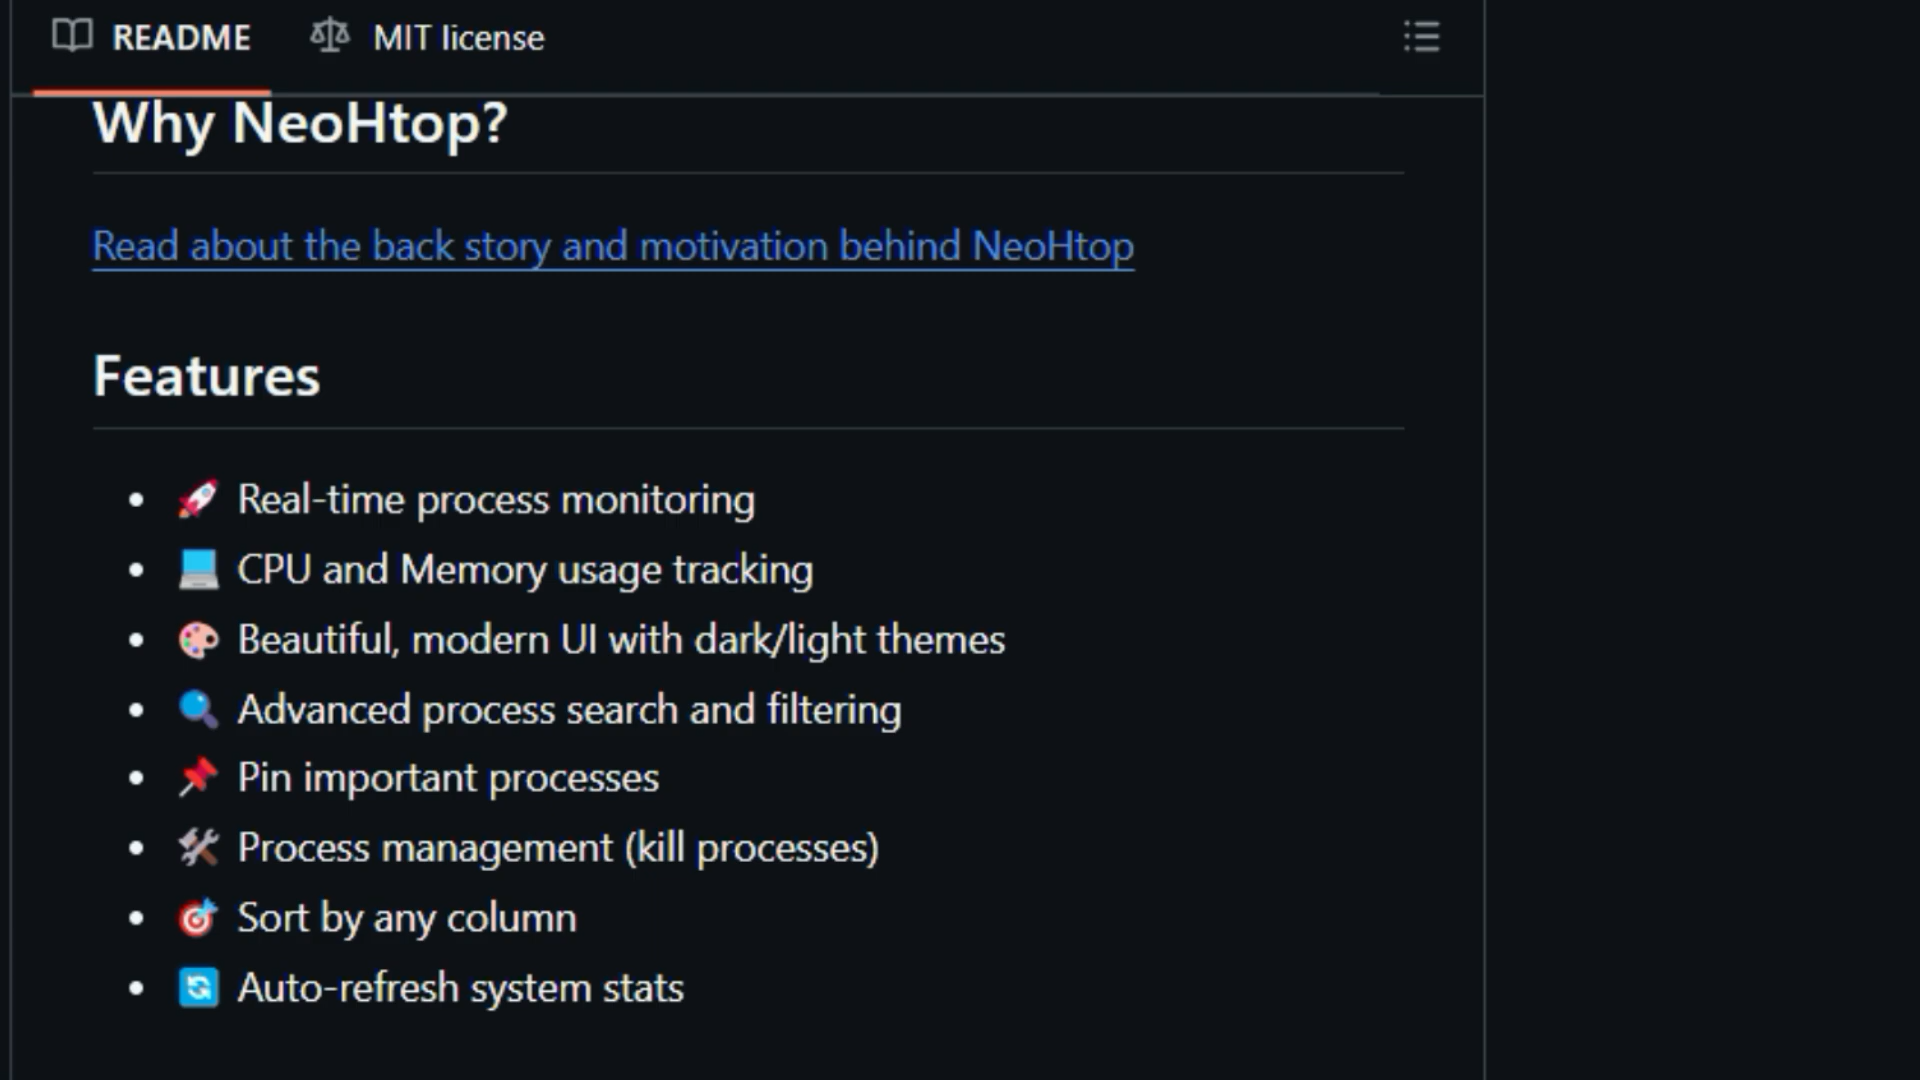 README MIT license
Why NeoHtop?
Read about the back story and motivation behind NeoHtop
Features
• 🚀 Real-time process monitoring
• 💻 CPU and Memory usage tracking
• 🎨 Beautiful, modern UI with dark/light themes
• 🔍 Advanced process search and filtering
• 📌 Pin important processes
• 🛠 Process management (kill processes)
• 🎯 Sort by any column
• 🔄 Auto-refresh system stats